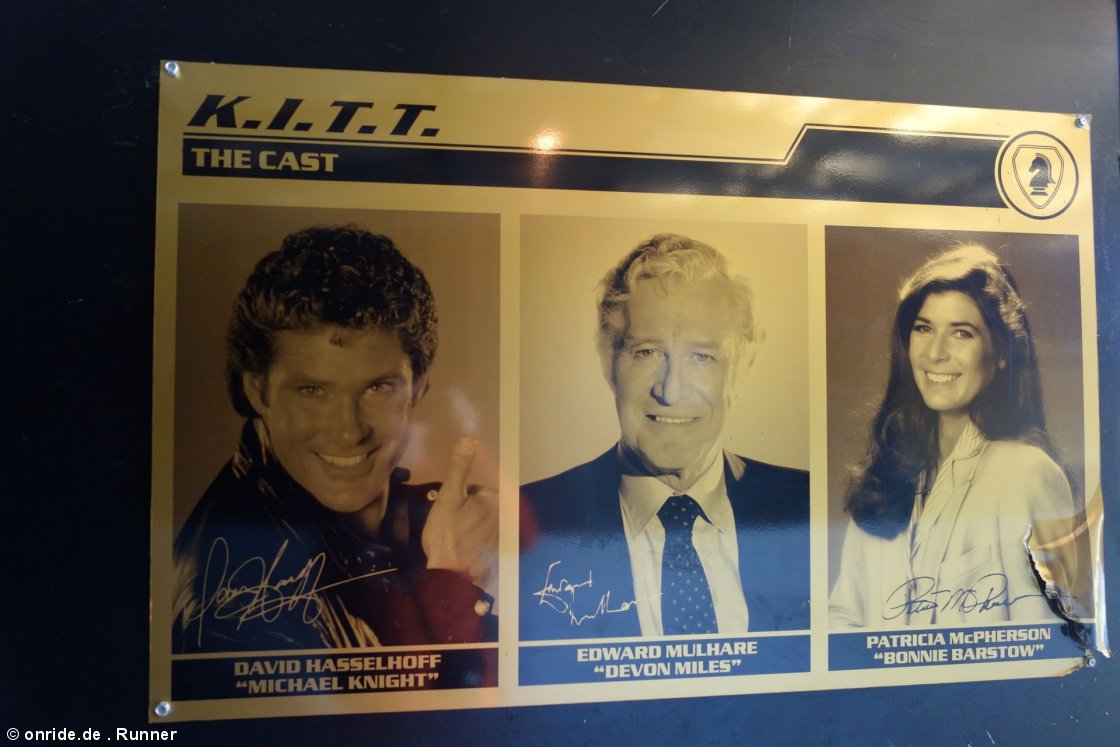 K.I.T.T.
THE CAST
DAVID HASSELHOFF
“MICHAEL KNIGHT”
EDWARD MULHARE
“DEVON MILES”
PATRICIA McPHERSON
“BONNIE BARSTOW”
© onride.de . Runner